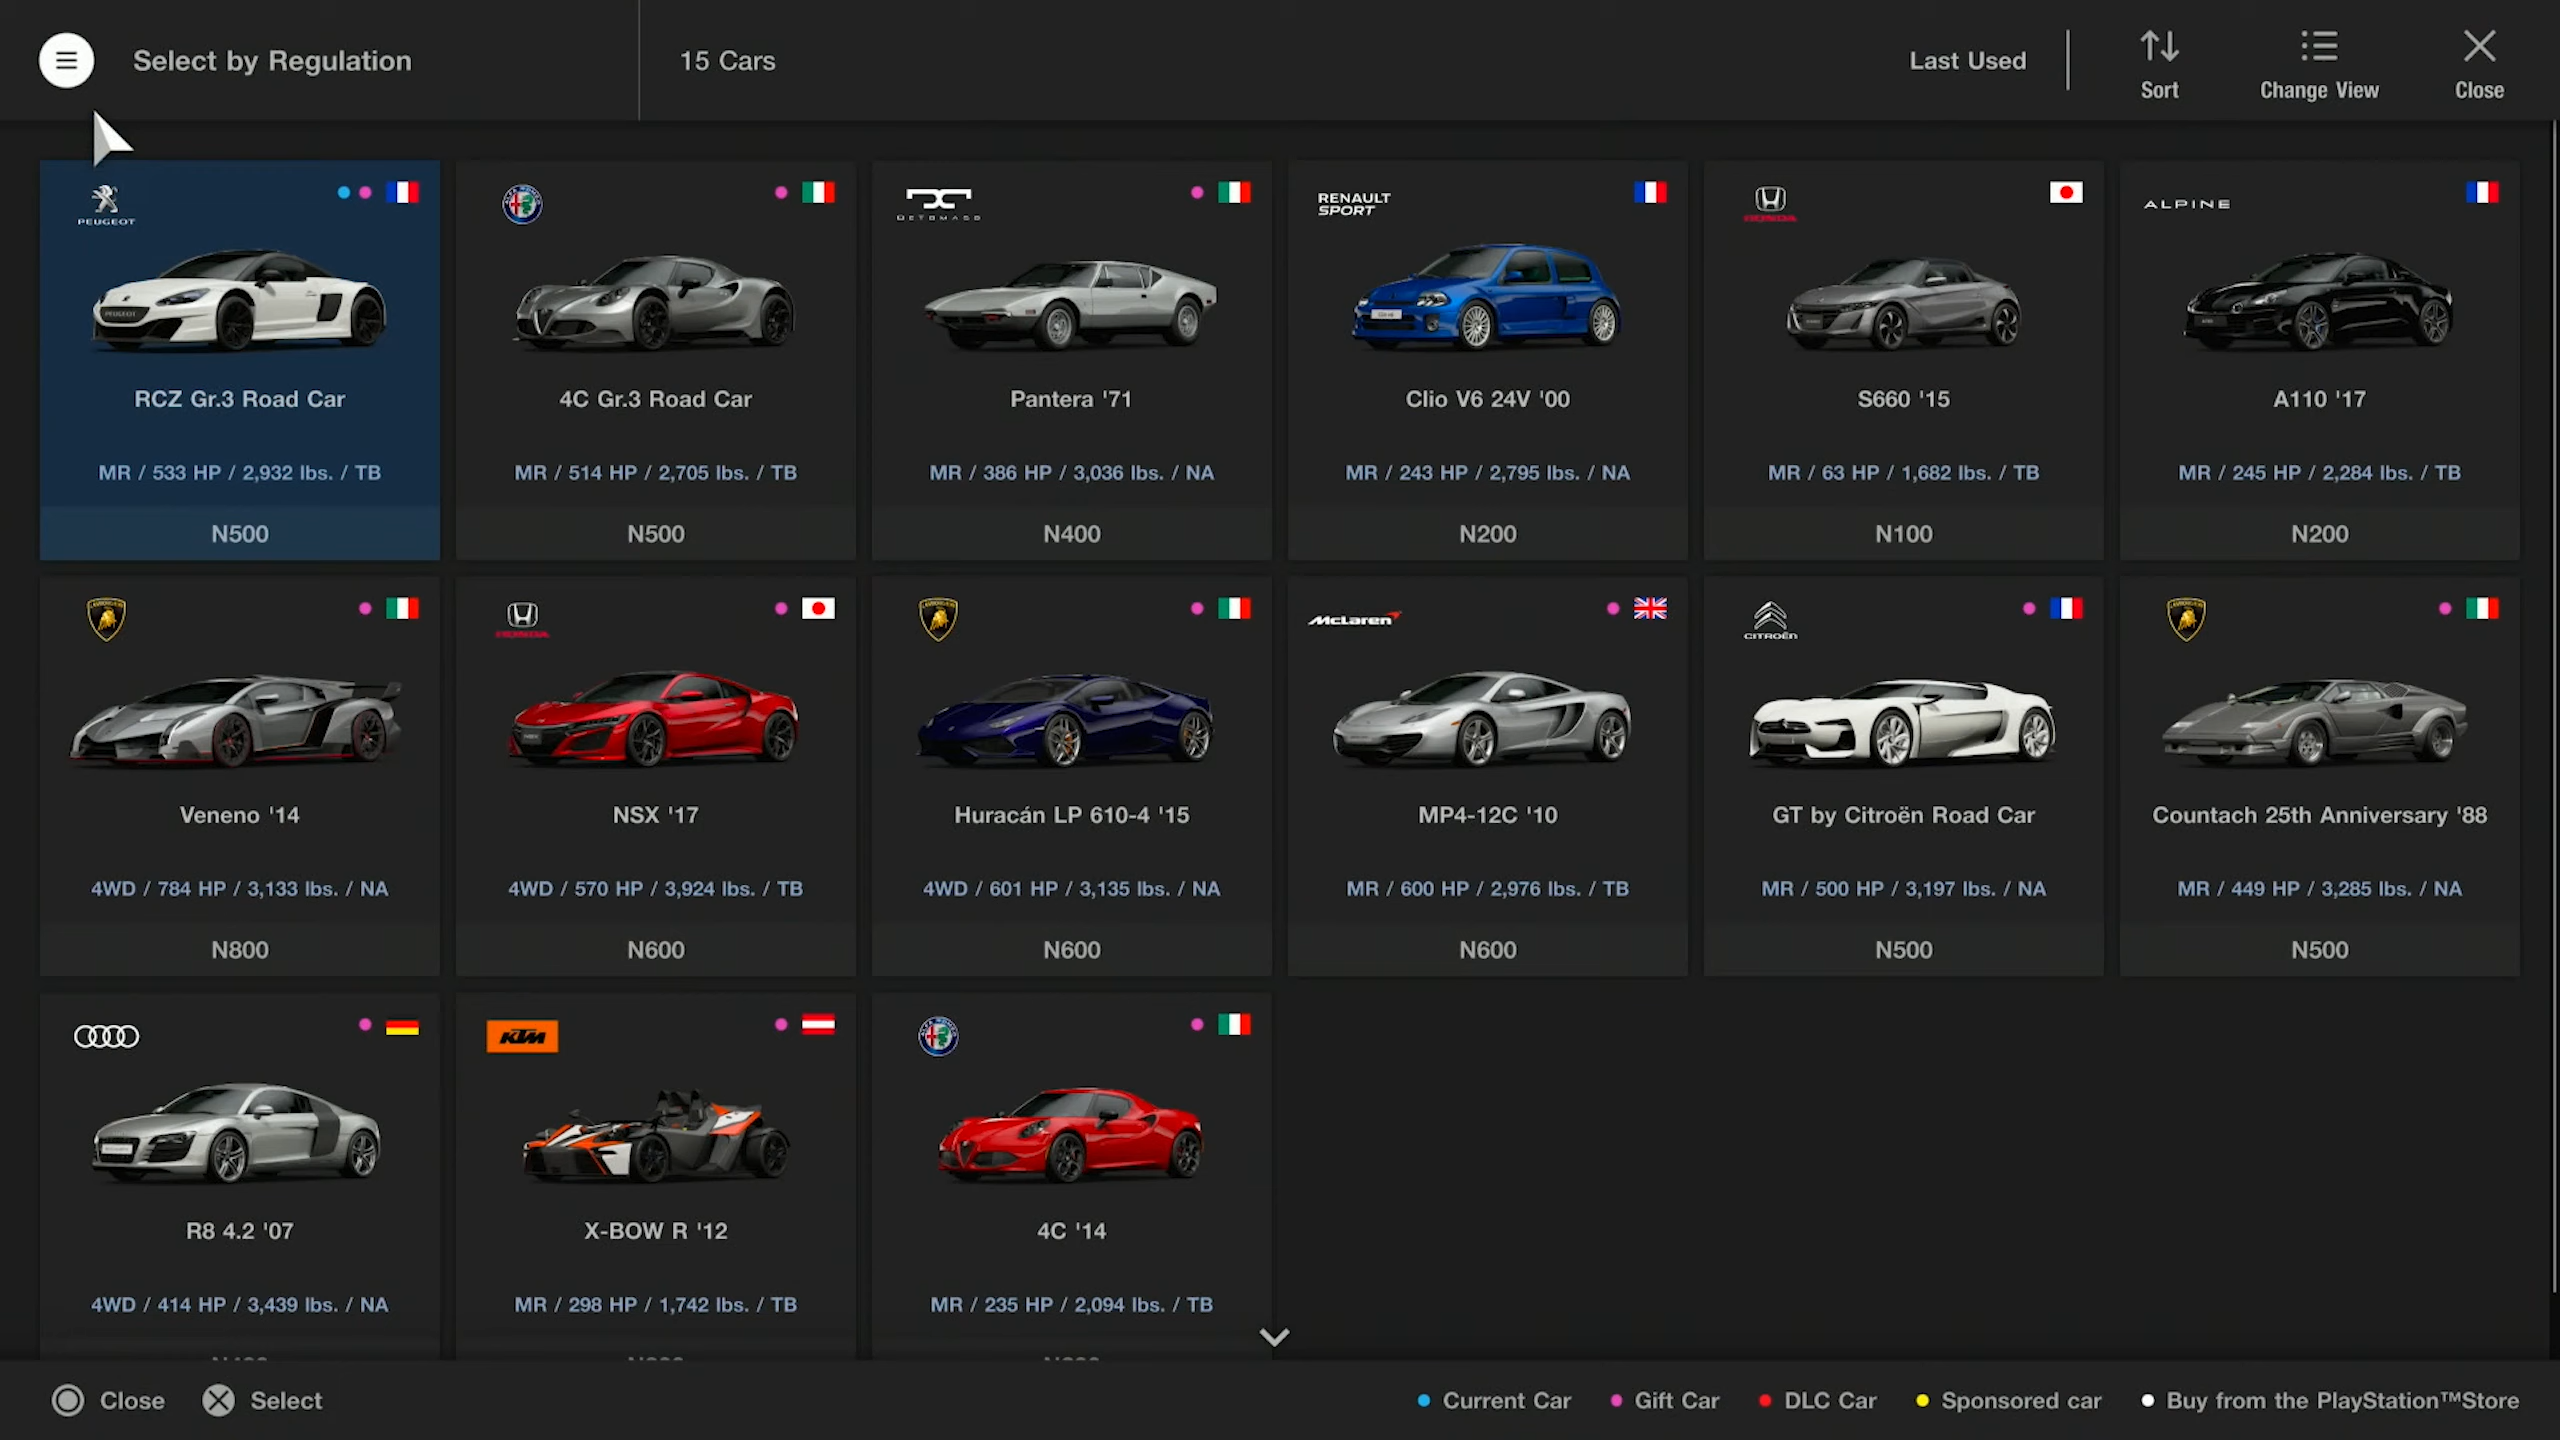 Select by Regulation
15 Cars
Last Used
Sort
Change View
Close
PEUGEOT
RCZ Gr.3 Road Car
MR / 533 HP / 2,932 lbs. / TB
N500
4C Gr.3 Road Car
MR / 514 HP / 2,705 lbs. / TB
N500
DETOMASO
Pantera '71
MR / 386 HP / 3,036 lbs. / NA
N400
RENAULT
SPORT
Clio V6 24V '00
MR / 243 HP / 2,795 lbs. / NA
N200
HONDA
S660 '15
MR / 63 HP / 1,682 lbs. / TB
N100
ALPINE
A110 '17
MR / 245 HP / 2,284 lbs. / TB
N200
Veneno '14
4WD / 784 HP / 3,133 lbs. / NA
N800
HONDA
NSX '17
4WD / 570 HP / 3,924 lbs. / TB
N600
Huracán LP 610-4 '15
4WD / 601 HP / 3,135 lbs. / NA
N600
McLaren
MP4-12C '10
MR / 600 HP / 2,976 lbs. / TB
N600
CITROËN
GT by Citroën Road Car
MR / 500 HP / 3,197 lbs. / NA
N500
Countach 25th Anniversary '88
MR / 449 HP / 3,285 lbs. / NA
N500
R8 4.2 '07
4WD / 414 HP / 3,439 lbs. / NA
KTM
X-BOW R '12
MR / 298 HP / 1,742 lbs. / TB
4C '14
MR / 235 HP / 2,094 lbs. / TB
Close
Select
Current Car
Gift Car
DLC Car
Sponsored car
Buy from the PlayStation™Store